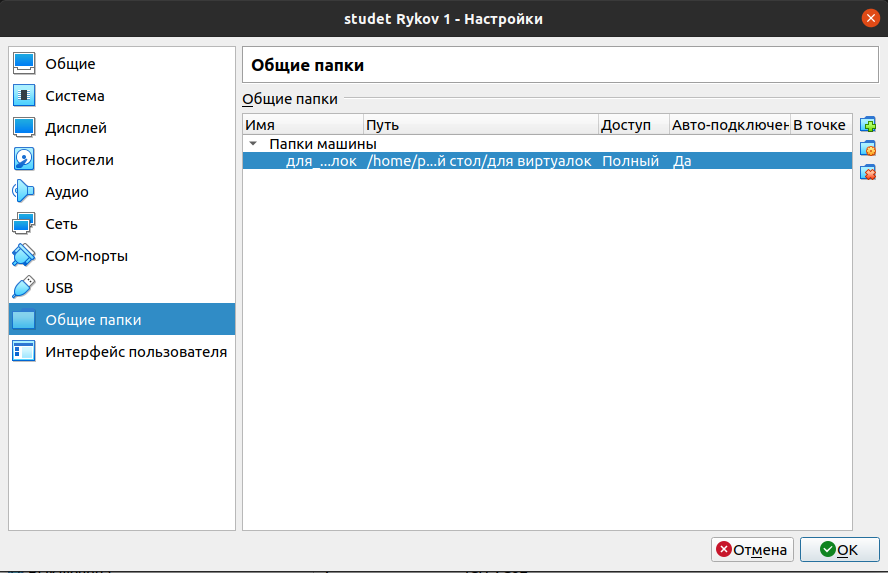 studet Rykov 1 - Настройки
Общие
Система
Дисплей
Носители
Аудио
Сеть
COM-порты
USB
Общие папки
Интерфейс пользователя
Общие папки
Общие папки
Имя Путь Доступ Авто-подключен В точке
Папки машины
для_...лок /home/р...й стол/для виртуалок Полный Да
Отмена OK